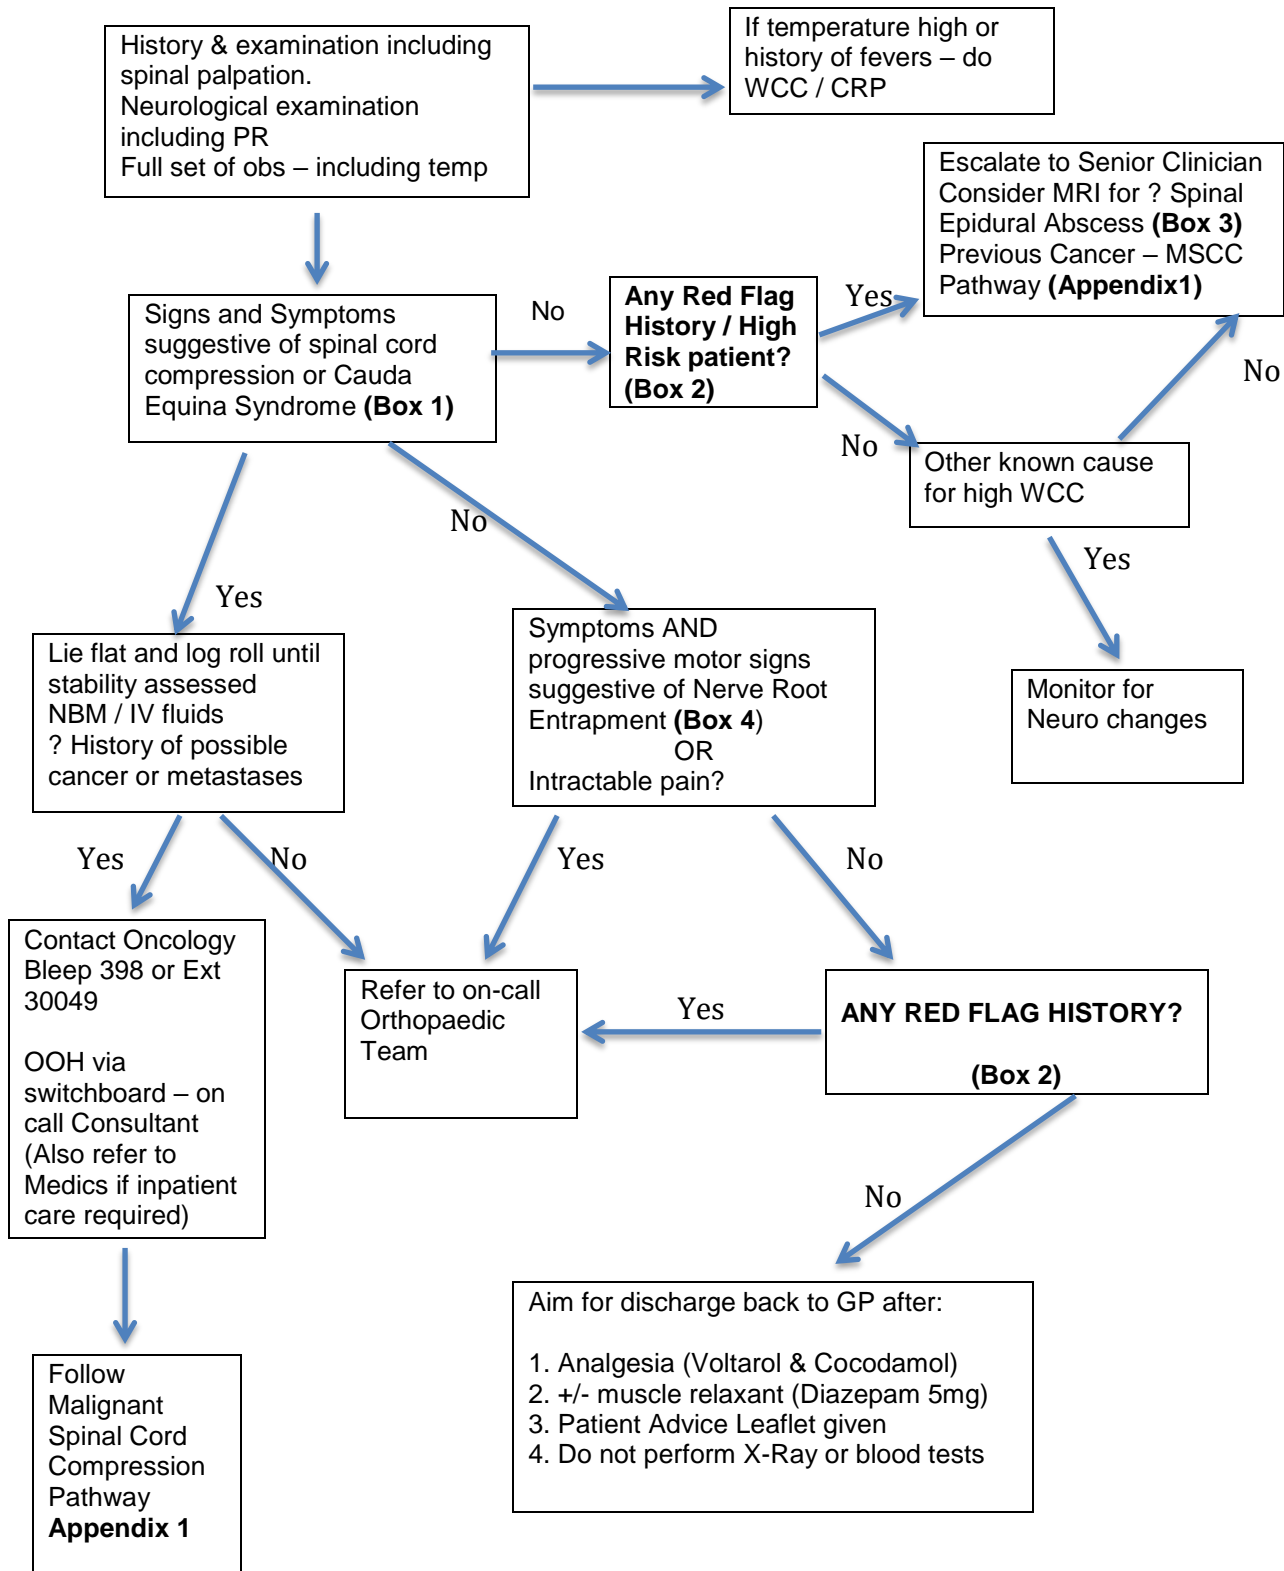 History & examination including
spinal palpation.
Neurological examination
including PR
Full set of obs – including temp
If temperature high or
history of fevers – do
WCC / CRP
Escalate to Senior Clinician
Consider MRI for ? Spinal
Epidural Abscess (Box 3)
Previous Cancer – MSCC
Pathway (Appendix1)
Signs and Symptoms
suggestive of spinal cord
compression or Cauda
Equina Syndrome (Box 1)
No
Any Red Flag
History / High
Risk patient?
(Box 2)
Yes
No
No
Other known cause
for high WCC
Yes
Monitor for
Neuro changes
No
Yes
Lie flat and log roll until
stability assessed
NBM / IV fluids
? History of possible
cancer or metastases
Symptoms AND
progressive motor signs
suggestive of Nerve Root
Entrapment (Box 4)
OR
Intractable pain?
Yes
No
Yes
No
Contact Oncology
Bleep 398 or Ext
30049
OOH via
switchboard – on
call Consultant
(Also refer to
Medics if inpatient
care required)
Refer to on-call
Orthopaedic
Team
Yes
ANY RED FLAG HISTORY?
(Box 2)
No
Follow
Malignant
Spinal Cord
Compression
Pathway
Appendix 1
Aim for discharge back to GP after:
1. Analgesia (Voltarol & Cocodamol)
2. +/- muscle relaxant (Diazepam 5mg)
3. Patient Advice Leaflet given
4. Do not perform X-Ray or blood tests